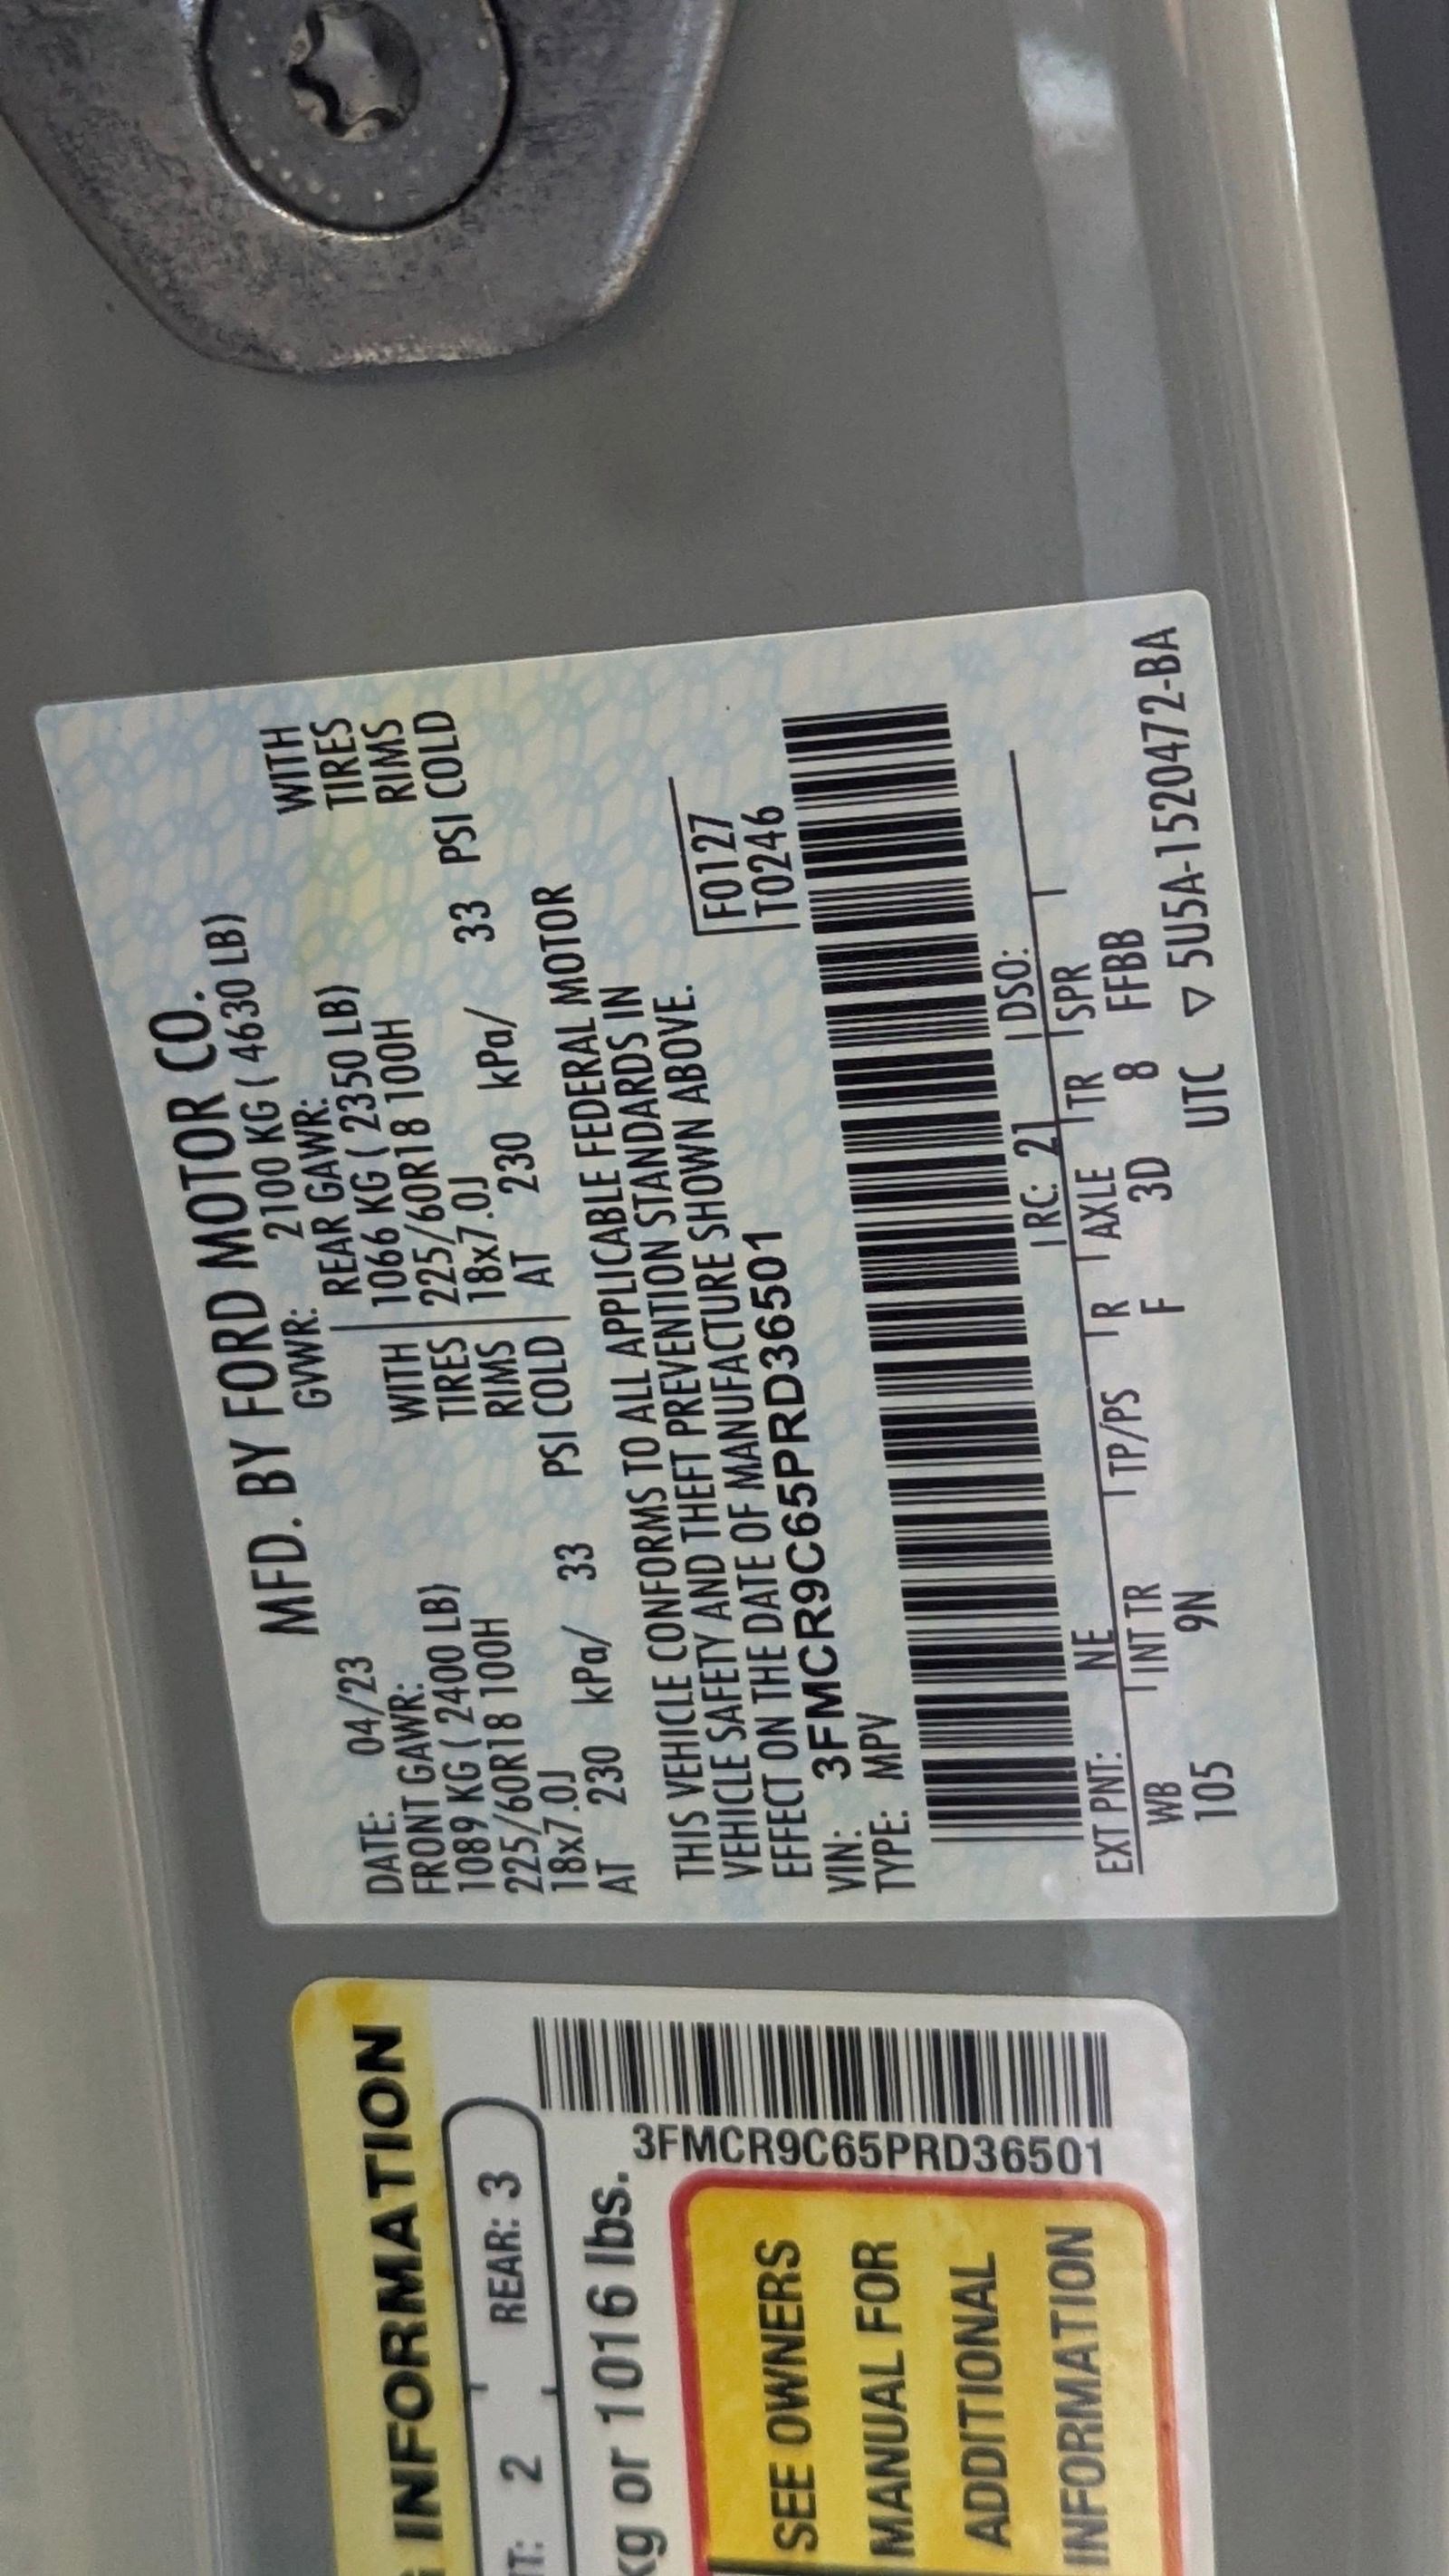 MFD. BY FORD MOTOR CO.
DATE: 04/23 GVWR: 2100 KG ( 4630 LB)
FRONT GAWR: REAR GAWR:
1089 KG ( 2400 LB) WITH 1066 KG ( 2350 LB) WITH
225/60R18 100H TIRES 225/60R18 100H TIRES
18x7.0J RIMS 18x7.0J RIMS
AT 230 kPa/ 33 PSI COLD AT 230 kPa/ 33 PSI COLD
THIS VEHICLE CONFORMS TO ALL APPLICABLE FEDERAL MOTOR
VEHICLE SAFETY AND THEFT PREVENTION STANDARDS IN
EFFECT ON THE DATE OF MANUFACTURE SHOWN ABOVE.
VIN: 3FMCR9C65PRD36501 F0127
TYPE: MPV T0246
EXT PNT: NE RC: 21 DSO:
WB INT TR TP/PS R AXLE TR SPR
105 9N F 3D 8 FFBB
UTC ▽ 5U5A-1520472-BA
INFORMATION
2 REAR: 3
kg or 1016 lbs.
3FMCR9C65PRD36501
SEE OWNERS
MANUAL FOR
ADDITIONAL
INFORMATION